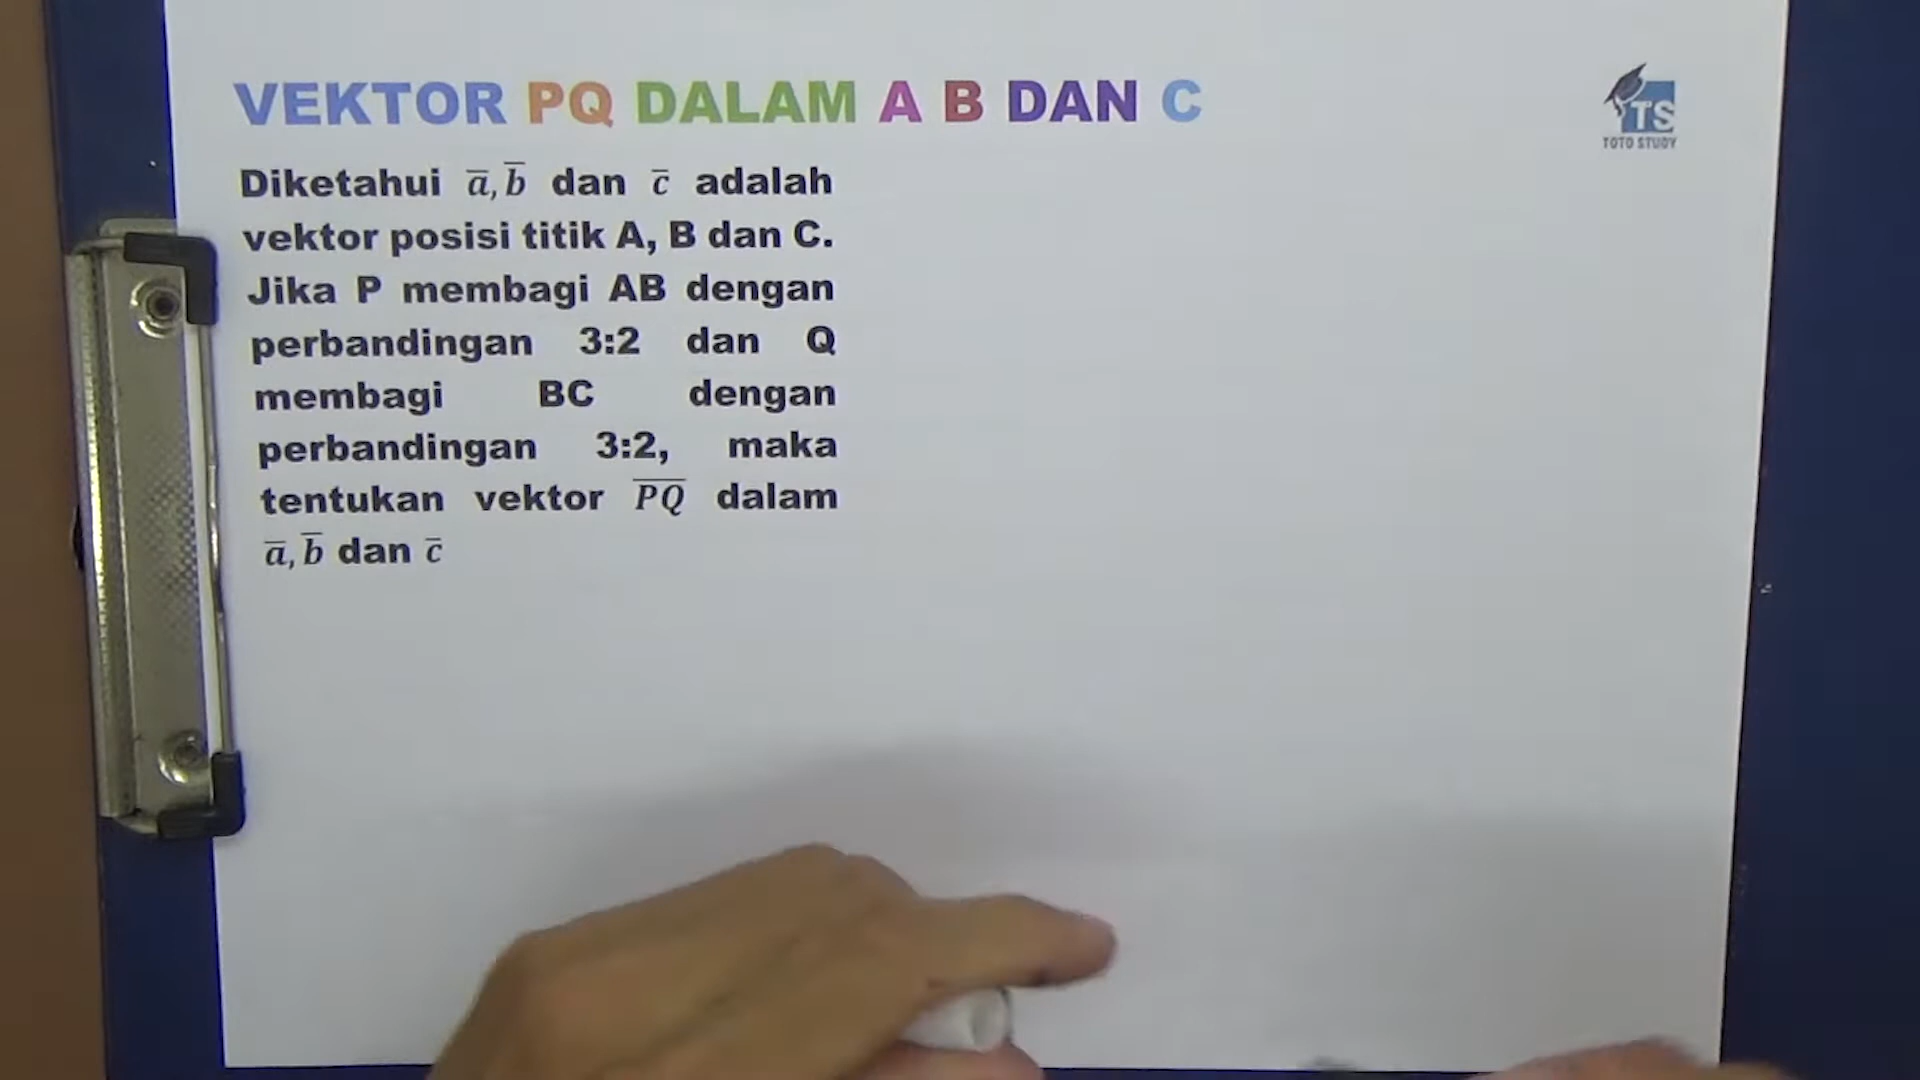 VEKTOR PQ DALAM A B DAN C
TS
TOTO STUDY
Diketahui a̅, b̅ dan c̅ adalah
vektor posisi titik A, B dan C.
Jika P membagi AB dengan
perbandingan 3:2 dan Q
membagi BC dengan
perbandingan 3:2, maka
tentukan vektor P̅Q̅ dalam
a̅, b̅ dan c̅